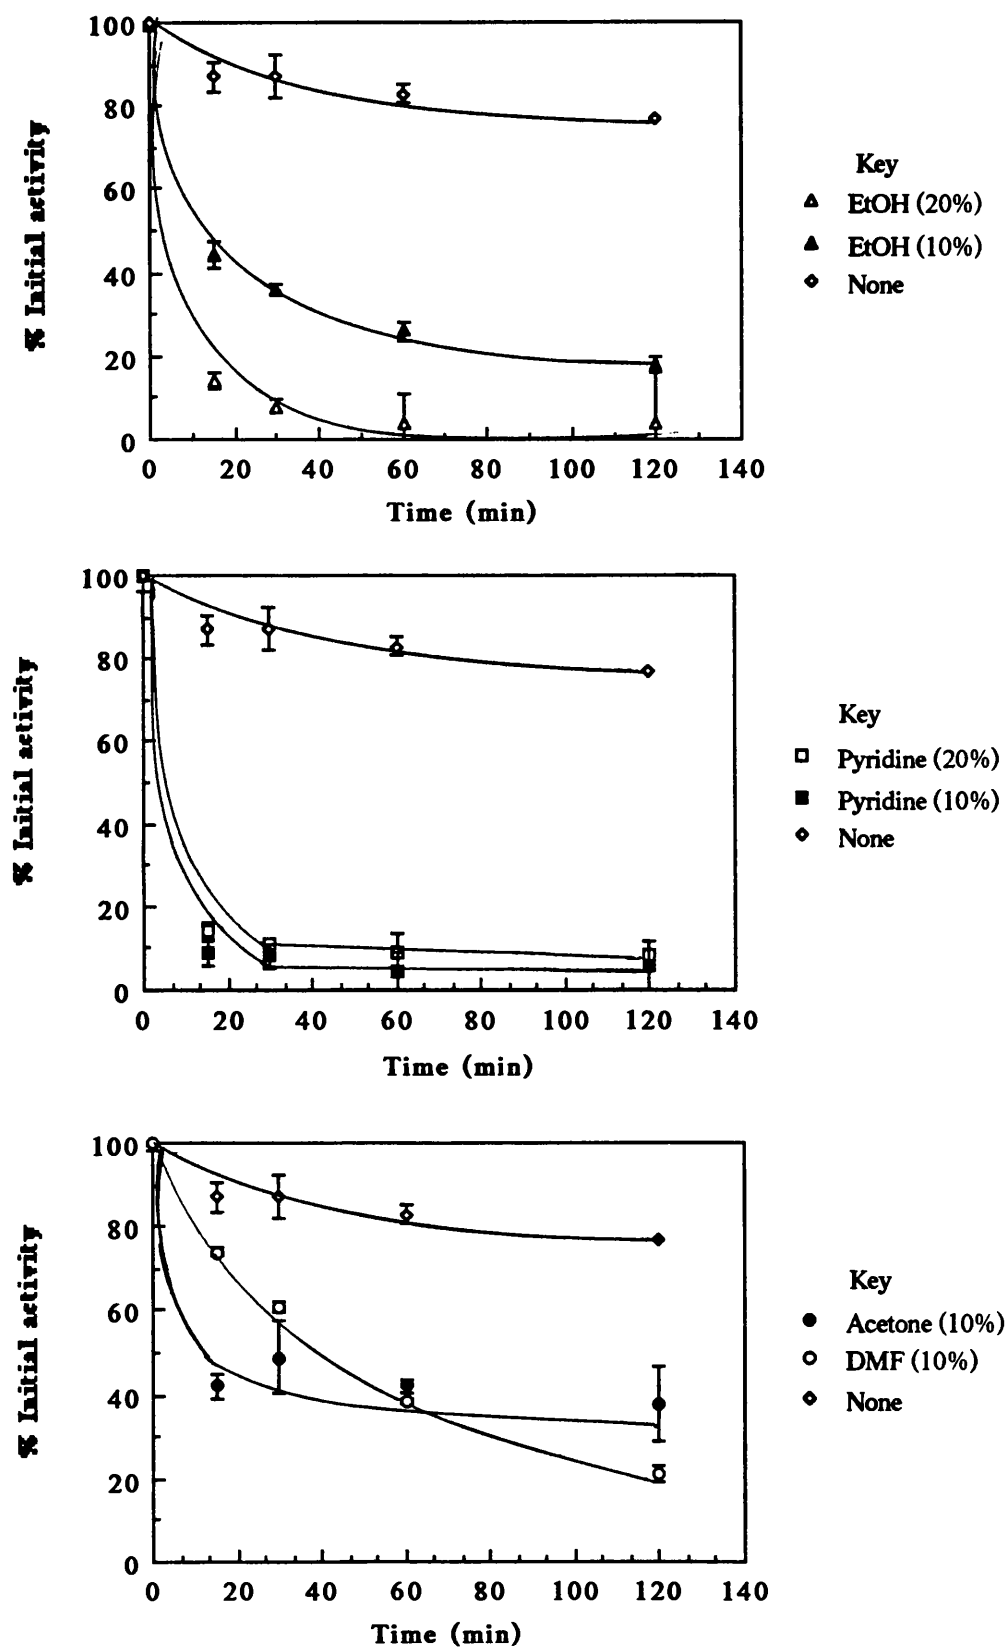 100
80
60
40
20
0
% Initial activity
0 20 40 60 80 100 120 140
Time (min)
Key
EtOH (20%)
EtOH (10%)
None
100
80
60
40
20
0
% Initial activity
0 20 40 60 80 100 120 140
Time (min)
Key
Pyridine (20%)
Pyridine (10%)
None
100
80
60
40
20
0
% Initial activity
0 20 40 60 80 100 120 140
Time (min)
Key
Acetone (10%)
DMF (10%)
None